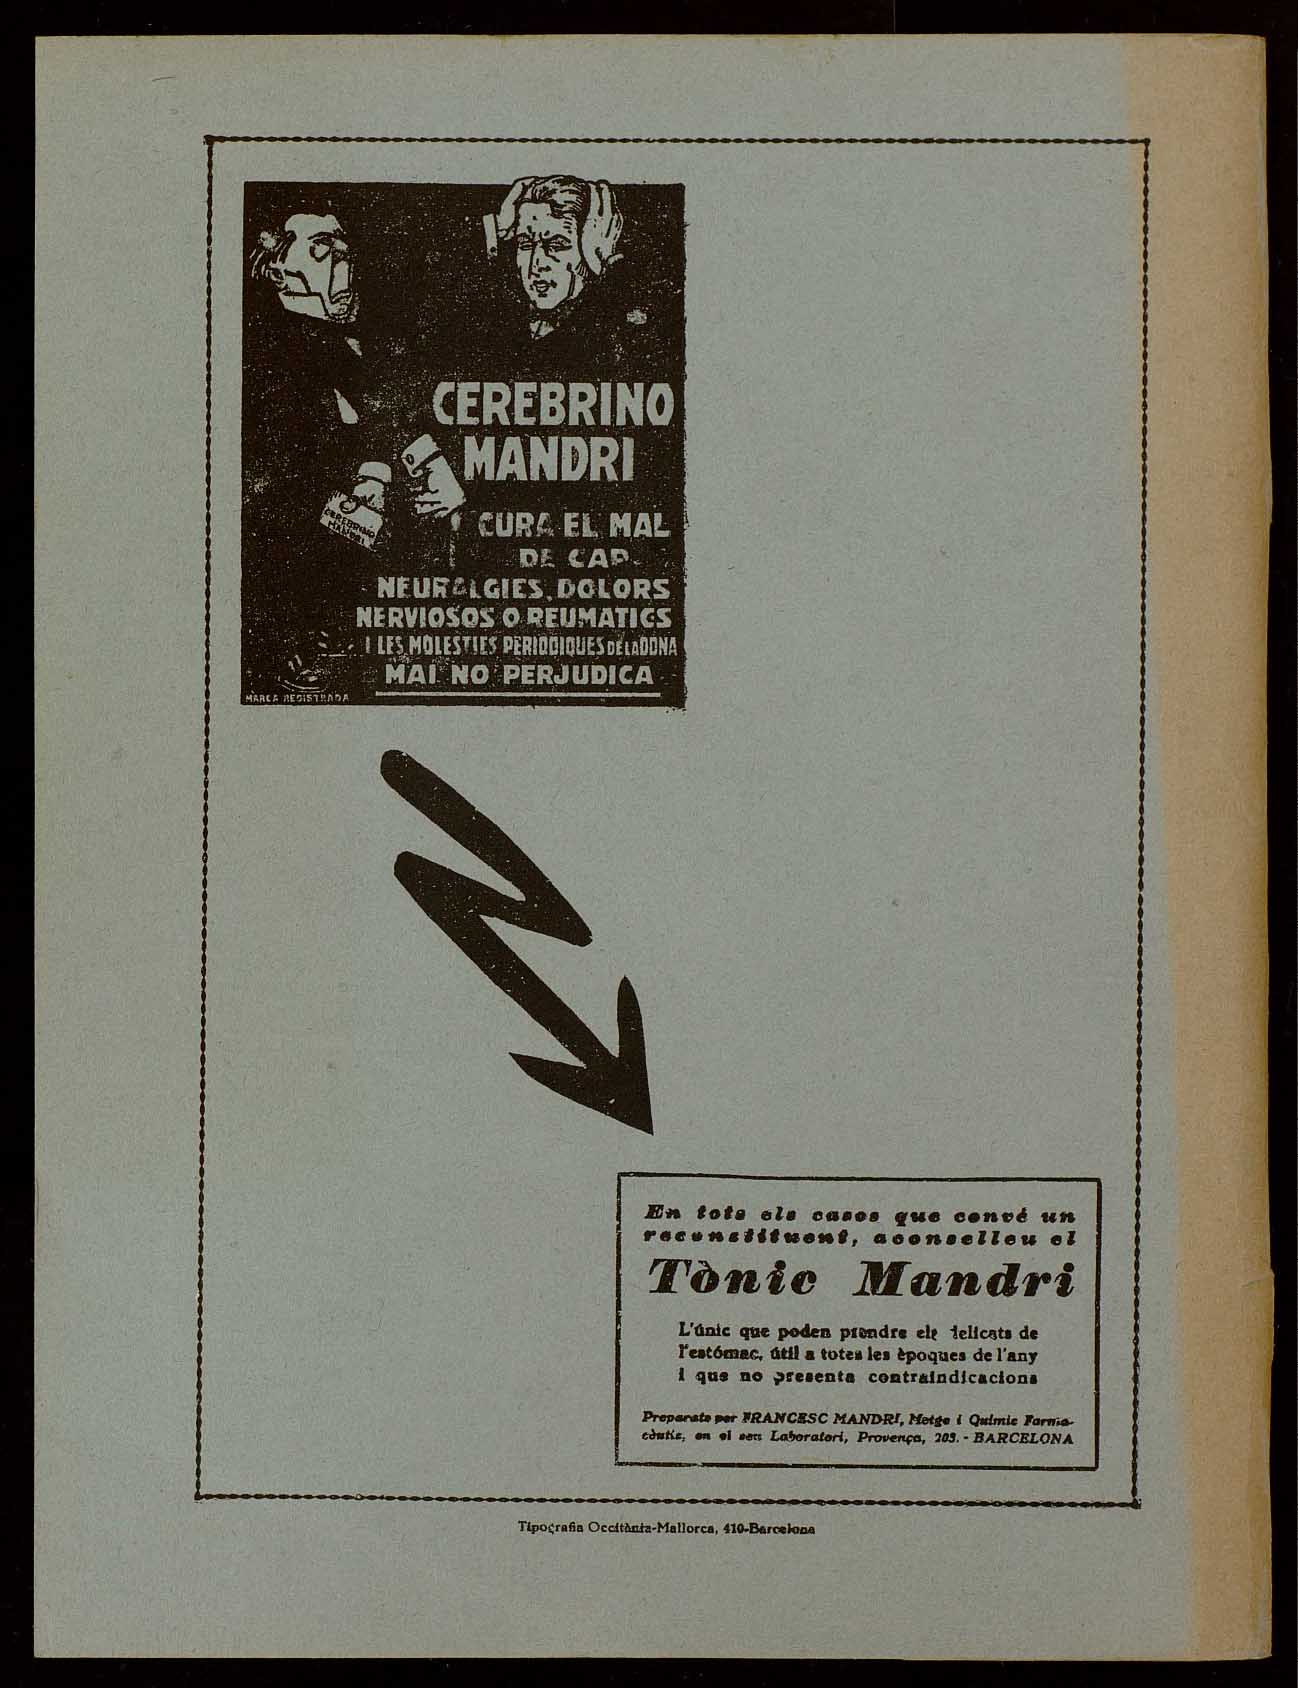 CEREBRINO
MANDRI
CEREBRINO
MANDRI
CURA EL MAL
DE CAP
NEURALGIES, DOLORS
NERVIOSOS O REUMATICS
I LES MOLESTIES PERIODIQUES DE LA DONA
MAI NO PERJUDICA
MARCA REGISTRADA
En tots els casos que convé un
reconstituent, aconselleu el
Tònic Mandri
L'únic que poden prendre els delicats de
l'estómac, útil a totes les èpoques de l'any
i que no presenta contraindicacions
Preparats per FRANCESC MANDRI, Metge i Químic Farma-
cèutic, en el seu Laboratori, Provença, 203. - BARCELONA
Tipografia Occitània-Mallorca, 410-Barcelona